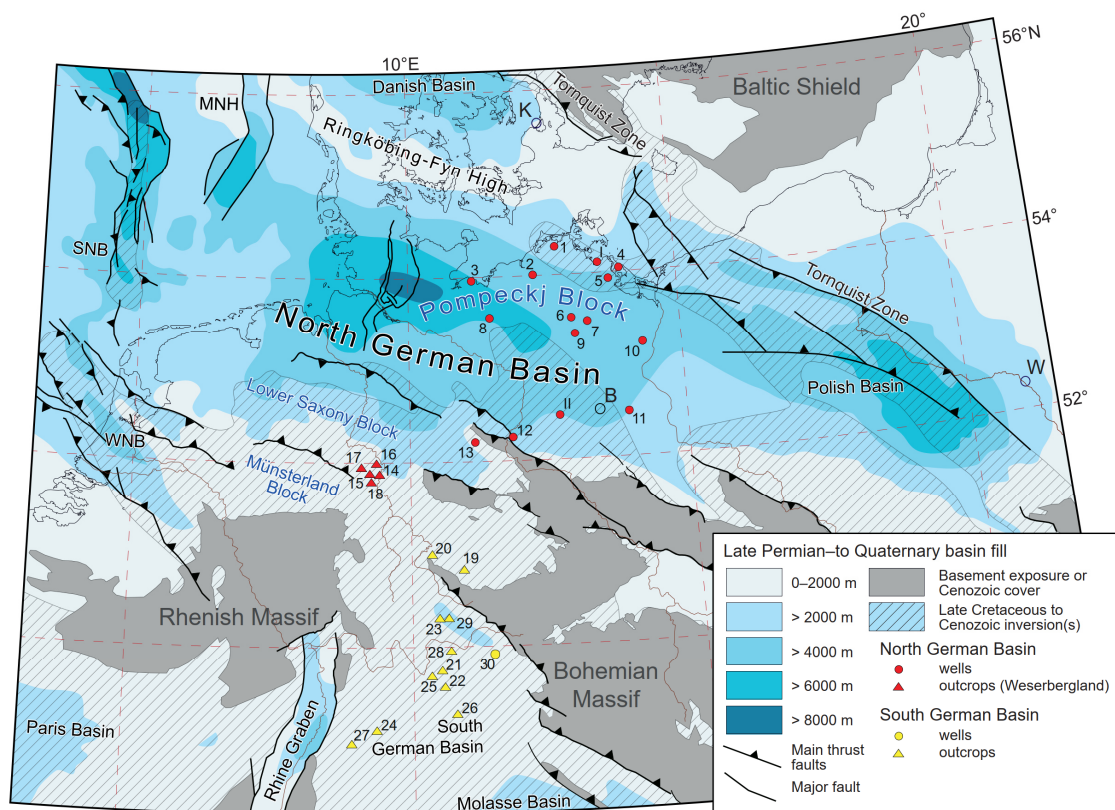 20°
56°N
10°E
Danish Basin
Baltic Shield
MNH
K
Tornquist Zone
Ringköbing-Fyn High
54°
SNB
1
I
4
2
3
5
Tornquist Zone
Pompeckj Block
6
7
8
9
North German Basin
10
W
Polish Basin
52°
Lower Saxony Block
II
B
11
12
13
WNB
16
17
14
Münsterland
Block
15
18
20
19
Rhenish Massif
23
29
28
30
Bohemian
Massif
21
25
22
26
Paris Basin
South
German Basin
24
27
Rhine Graben
Molasse Basin
Late Permian–to Quaternary basin fill
0–2000 m
Basement exposure or
Cenozoic cover
> 2000 m
Late Cretaceous to
Cenozoic inversion(s)
> 4000 m
North German Basin
wells
> 6000 m
outcrops (Weserbergland)
> 8000 m
South German Basin
wells
Main thrust
faults
outcrops
Major fault